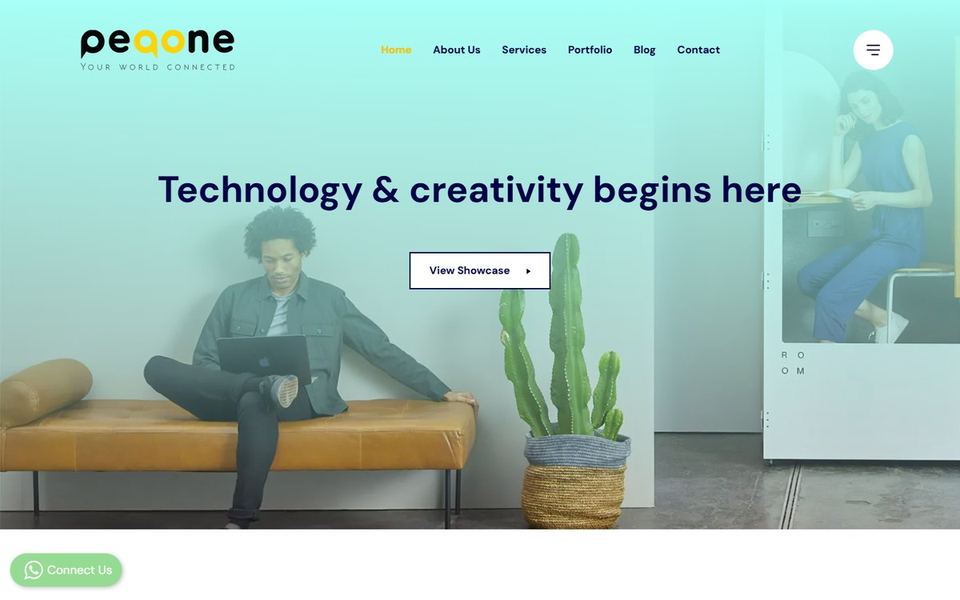 peqone
YOUR WORLD CONNECTED
Home
About Us
Services
Portfolio
Blog
Contact
Technology & creativity begins here
View Showcase
R O
O M
Connect Us